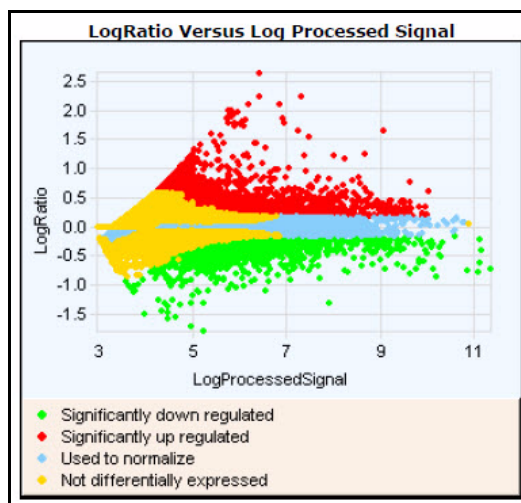 LogRatio Versus Log Processed Signal
2.5
2.0
1.5
1.0
0.5
0.0
-0.5
-1.0
-1.5
LogRatio
3 5 7 9 11
LogProcessedSignal
Significantly down regulated
Significantly up regulated
Used to normalize
Not differentially expressed